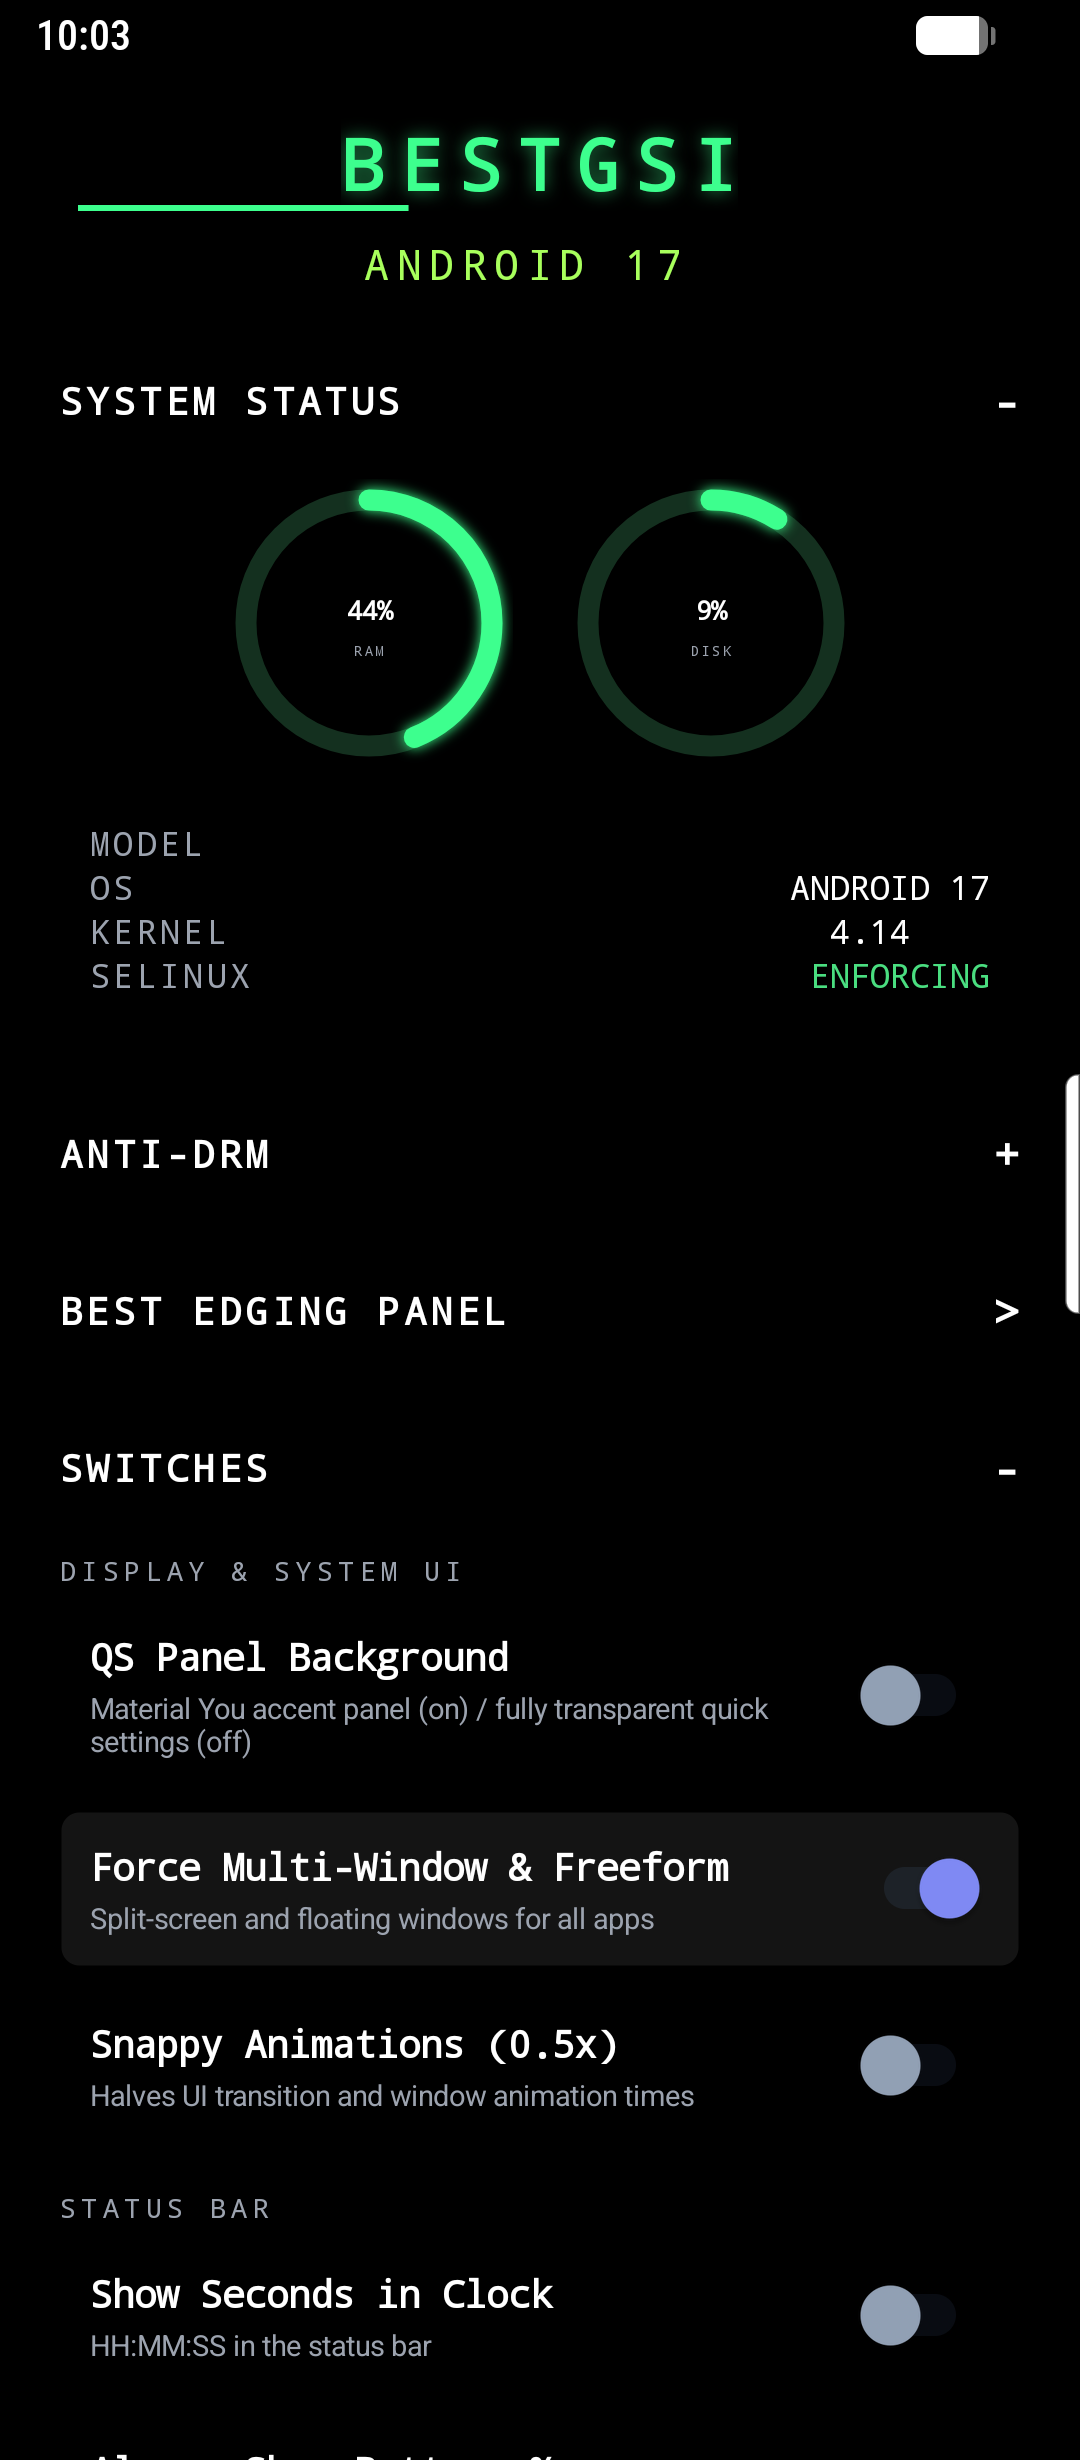 10:03
BESTGSI
ANDROID 17
SYSTEM STATUS -
44%
RAM
9%
DISK
MODEL
OS ANDROID 17
KERNEL 4.14
SELINUX ENFORCING
ANTI-DRM +
BEST EDGING PANEL >
SWITCHES -
DISPLAY & SYSTEM UI
QS Panel Background
Material You accent panel (on) / fully transparent quick
settings (off)
Force Multi-Window & Freeform
Split-screen and floating windows for all apps
Snappy Animations (0.5x)
Halves UI transition and window animation times
STATUS BAR
Show Seconds in Clock
HH:MM:SS in the status bar